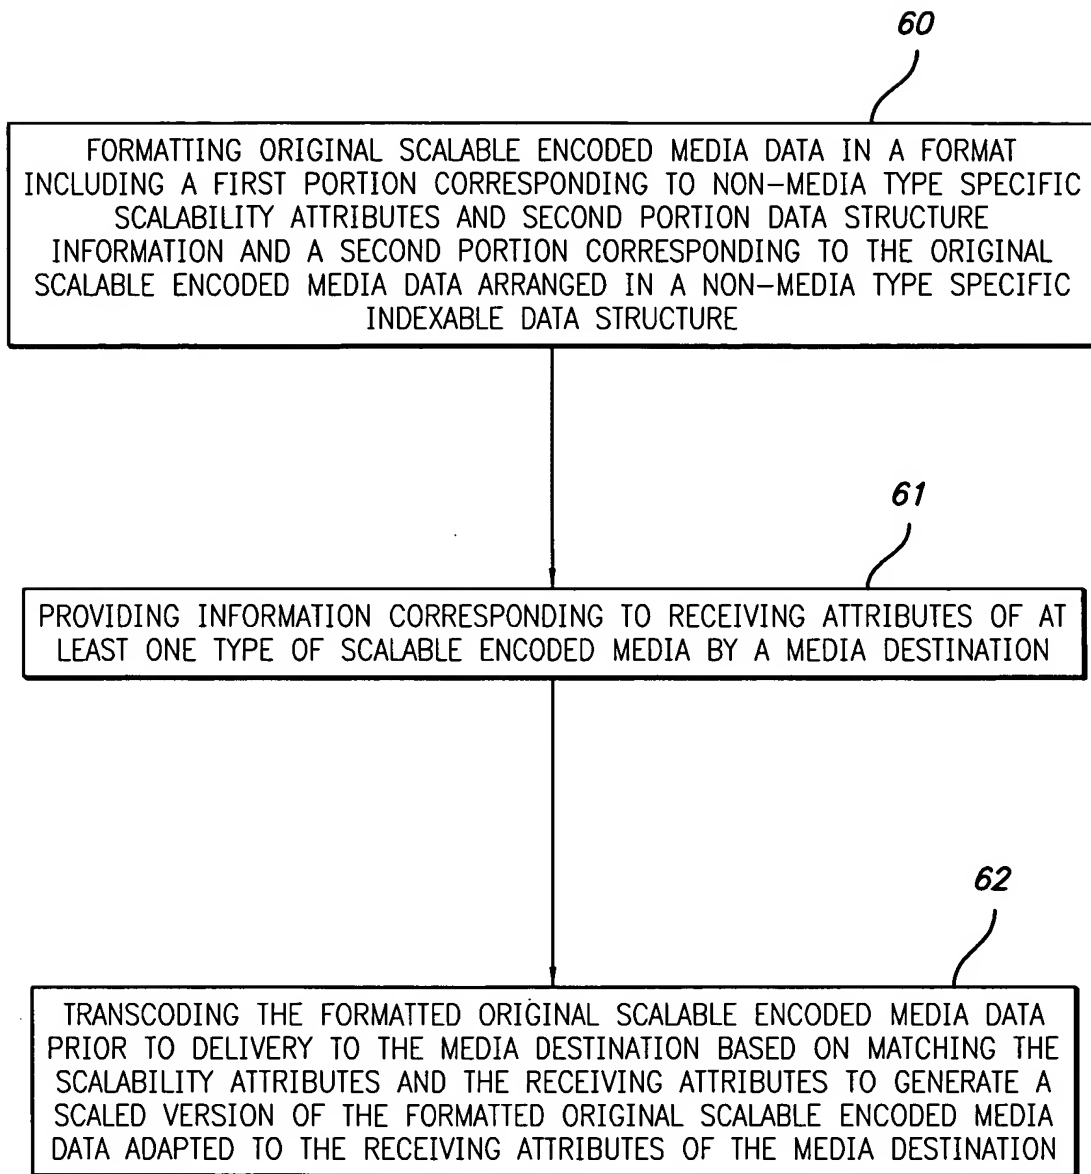 60
FORMATTING ORIGINAL SCALABLE ENCODED MEDIA DATA IN A FORMAT
INCLUDING A FIRST PORTION CORRESPONDING TO NON-MEDIA TYPE SPECIFIC
SCALABILITY ATTRIBUTES AND SECOND PORTION DATA STRUCTURE
INFORMATION AND A SECOND PORTION CORRESPONDING TO THE ORIGINAL
SCALABLE ENCODED MEDIA DATA ARRANGED IN A NON-MEDIA TYPE SPECIFIC
INDEXABLE DATA STRUCTURE
61
PROVIDING INFORMATION CORRESPONDING TO RECEIVING ATTRIBUTES OF AT
LEAST ONE TYPE OF SCALABLE ENCODED MEDIA BY A MEDIA DESTINATION
62
TRANSCODING THE FORMATTED ORIGINAL SCALABLE ENCODED MEDIA DATA
PRIOR TO DELIVERY TO THE MEDIA DESTINATION BASED ON MATCHING THE
SCALABILITY ATTRIBUTES AND THE RECEIVING ATTRIBUTES TO GENERATE A
SCALED VERSION OF THE FORMATTED ORIGINAL SCALABLE ENCODED MEDIA
DATA ADAPTED TO THE RECEIVING ATTRIBUTES OF THE MEDIA DESTINATION